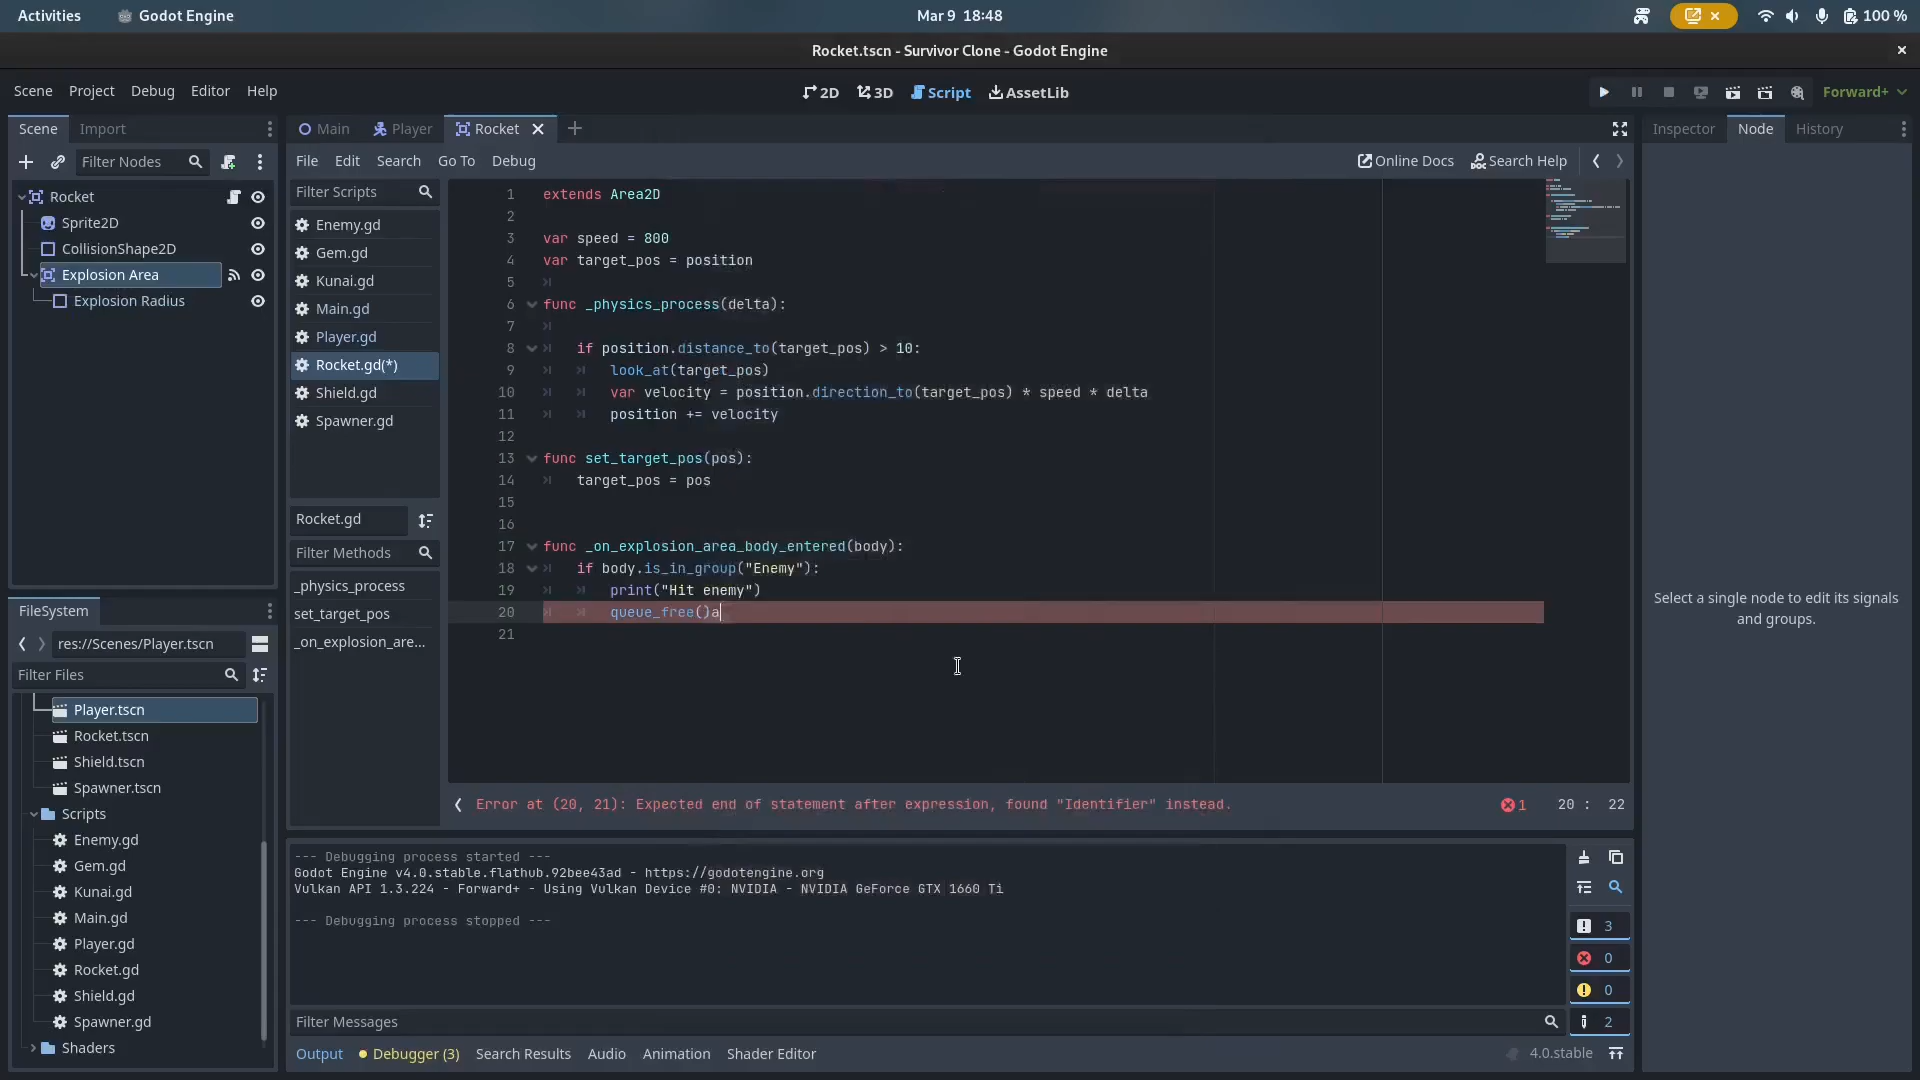 Activities
Godot Engine
Mar 9 18:48
100 %
Rocket.tscn - Survivor Clone - Godot Engine
Scene Project Debug Editor Help
2D 3D Script AssetLib
Forward+
Scene Import
Filter Nodes
Rocket
Sprite2D
CollisionShape2D
Explosion Area
Explosion Radius
FileSystem
res://Scenes/Player.tscn
Filter Files
Player.tscn
Rocket.tscn
Shield.tscn
Spawner.tscn
Scripts
Enemy.gd
Gem.gd
Kunai.gd
Main.gd
Player.gd
Rocket.gd
Shield.gd
Spawner.gd
Shaders
Main Player Rocket
File Edit Search Go To Debug
Online Docs Search Help
Filter Scripts
Enemy.gd
Gem.gd
Kunai.gd
Main.gd
Player.gd
Rocket.gd(*)
Shield.gd
Spawner.gd
Rocket.gd
Filter Methods
_physics_process
set_target_pos
_on_explosion_are...
1 extends Area2D
2
3 var speed = 800
4 var target_pos = position
5
6 func _physics_process(delta):
7
8 if position.distance_to(target_pos) > 10:
9 look_at(target_pos)
10 var velocity = position.direction_to(target_pos) * speed * delta
11 position += velocity
12
13 func set_target_pos(pos):
14 target_pos = pos
15
16
17 func _on_explosion_area_body_entered(body):
18 if body.is_in_group("Enemy"):
19 print("Hit enemy")
20 queue_free()a
21
Error at (20, 21): Expected end of statement after expression, found "Identifier" instead.
1 20 : 22
--- Debugging process started ---
Godot Engine v4.0.stable.flathub.92bee43ad - https://godotengine.org
Vulkan API 1.3.224 - Forward+ - Using Vulkan Device #0: NVIDIA - NVIDIA GeForce GTX 1660 Ti
--- Debugging process stopped ---
3
0
0
2
Filter Messages
Output Debugger (3) Search Results Audio Animation Shader Editor
4.0.stable
Inspector Node History
Select a single node to edit its signals
and groups.